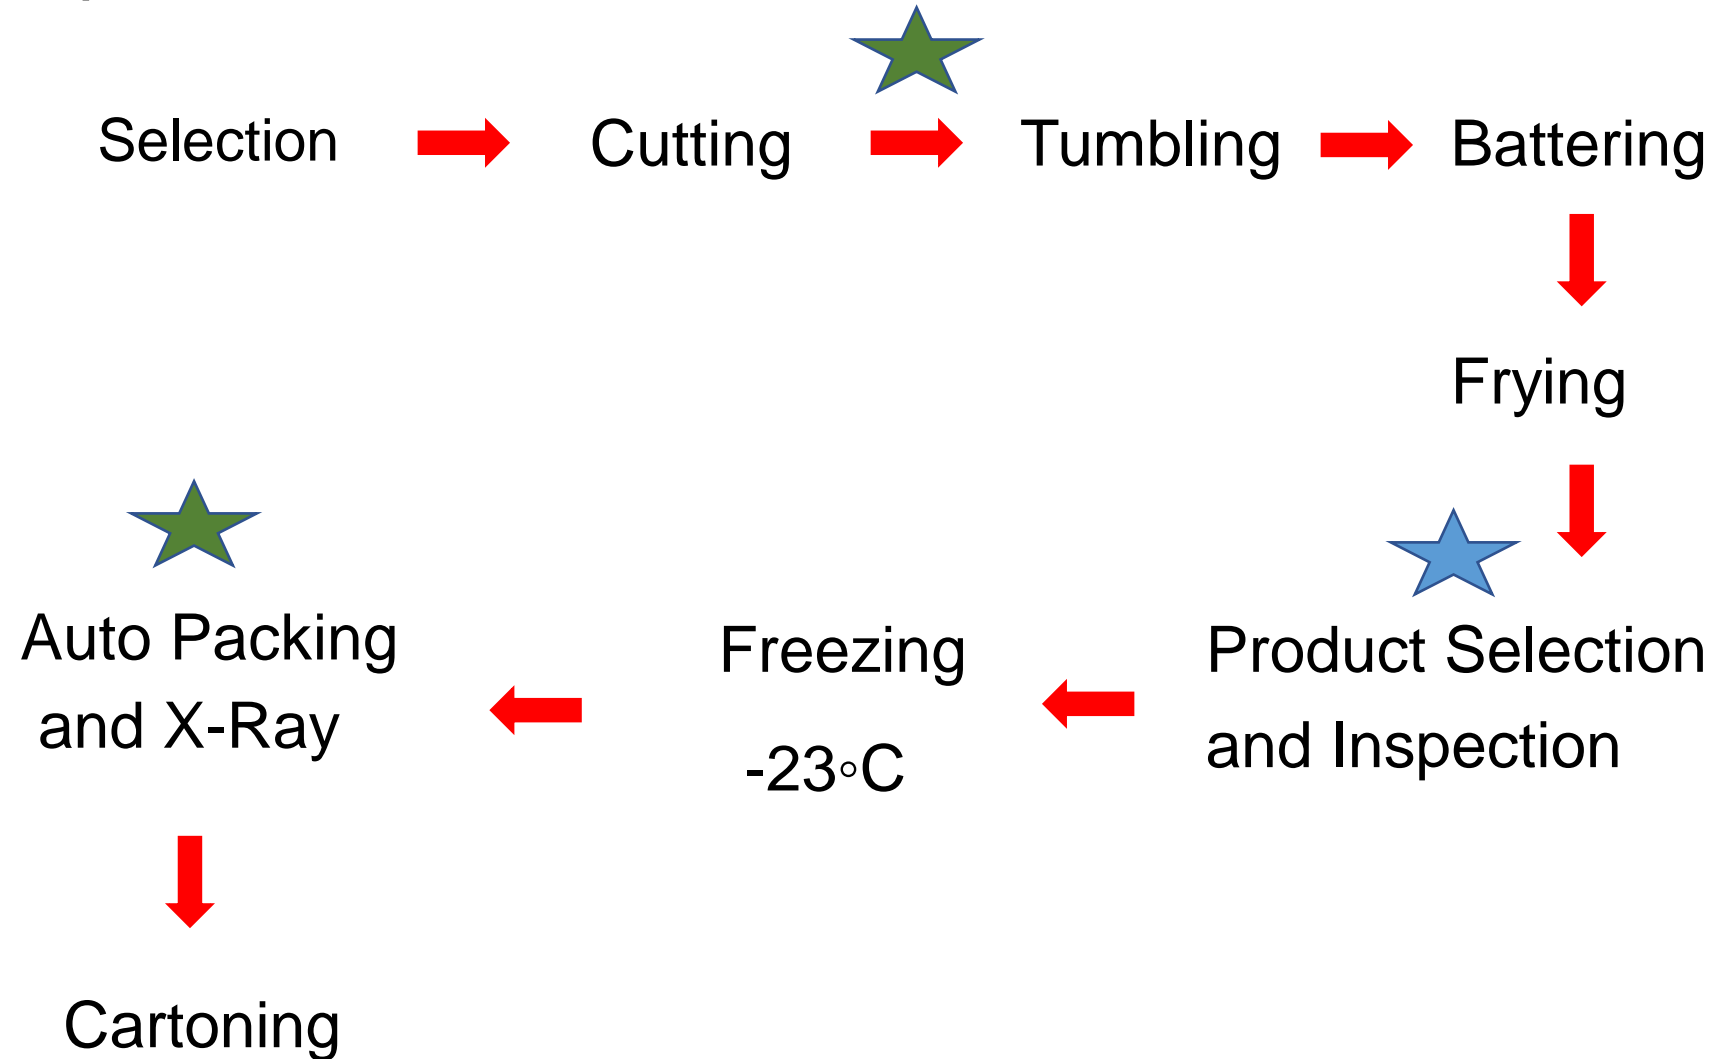 Selection
Cutting
Tumbling
Battering
Frying
Product Selection
and Inspection
Freezing
-23◦C
Auto Packing
and X-Ray
Cartoning